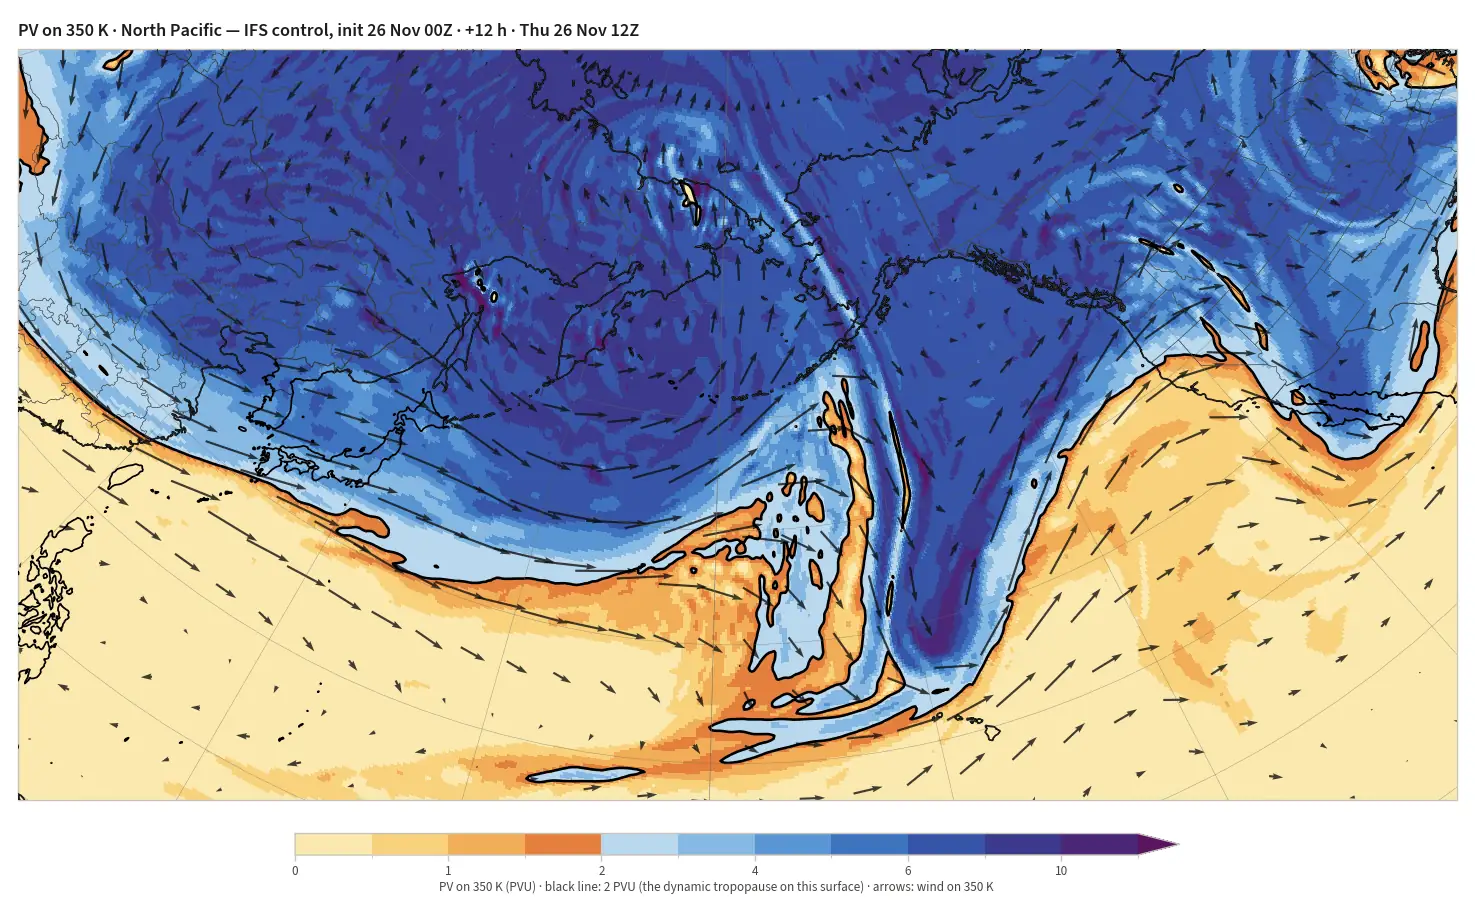 PV on 350 K · North Pacific — IFS control, init 26 Nov 00Z · +12 h · Thu 26 Nov 12Z
0 1 2 4 6 10
PV on 350 K (PVU) · black line: 2 PVU (the dynamic tropopause on this surface) · arrows: wind on 350 K